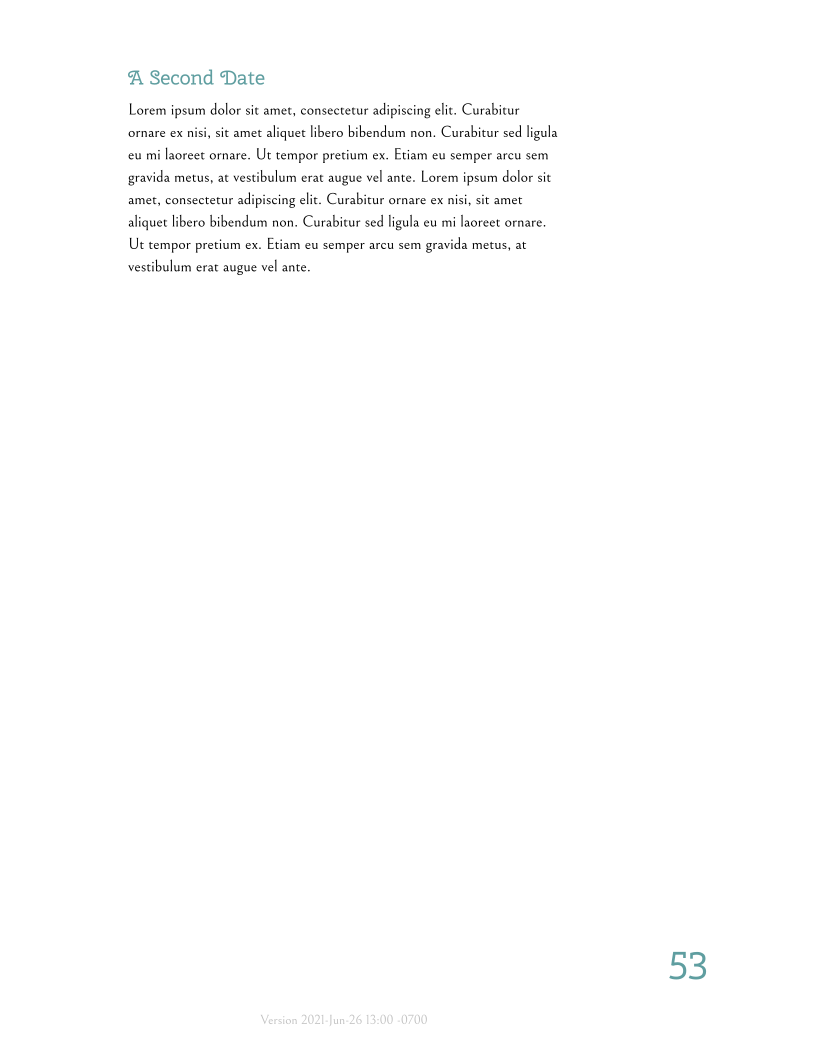 A Second Date
Lorem ipsum dolor sit amet, consectetur adipiscing elit. Curabitur
ornare ex nisi, sit amet aliquet libero bibendum non. Curabitur sed ligula
eu mi laoreet ornare. Ut tempor pretium ex. Etiam eu semper arcu sem
gravida metus, at vestibulum erat augue vel ante. Lorem ipsum dolor sit
amet, consectetur adipiscing elit. Curabitur ornare ex nisi, sit amet
aliquet libero bibendum non. Curabitur sed ligula eu mi laoreet ornare.
Ut tempor pretium ex. Etiam eu semper arcu sem gravida metus, at
vestibulum erat augue vel ante.
53
Version 2021-Jun-26 13:00 -0700